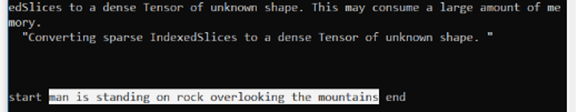 edSlices to a dense Tensor of unknown shape. This may consume a large amount of me
mory.
"Converting sparse IndexedSlices to a dense Tensor of unknown shape. "
start man is standing on rock overlooking the mountains end